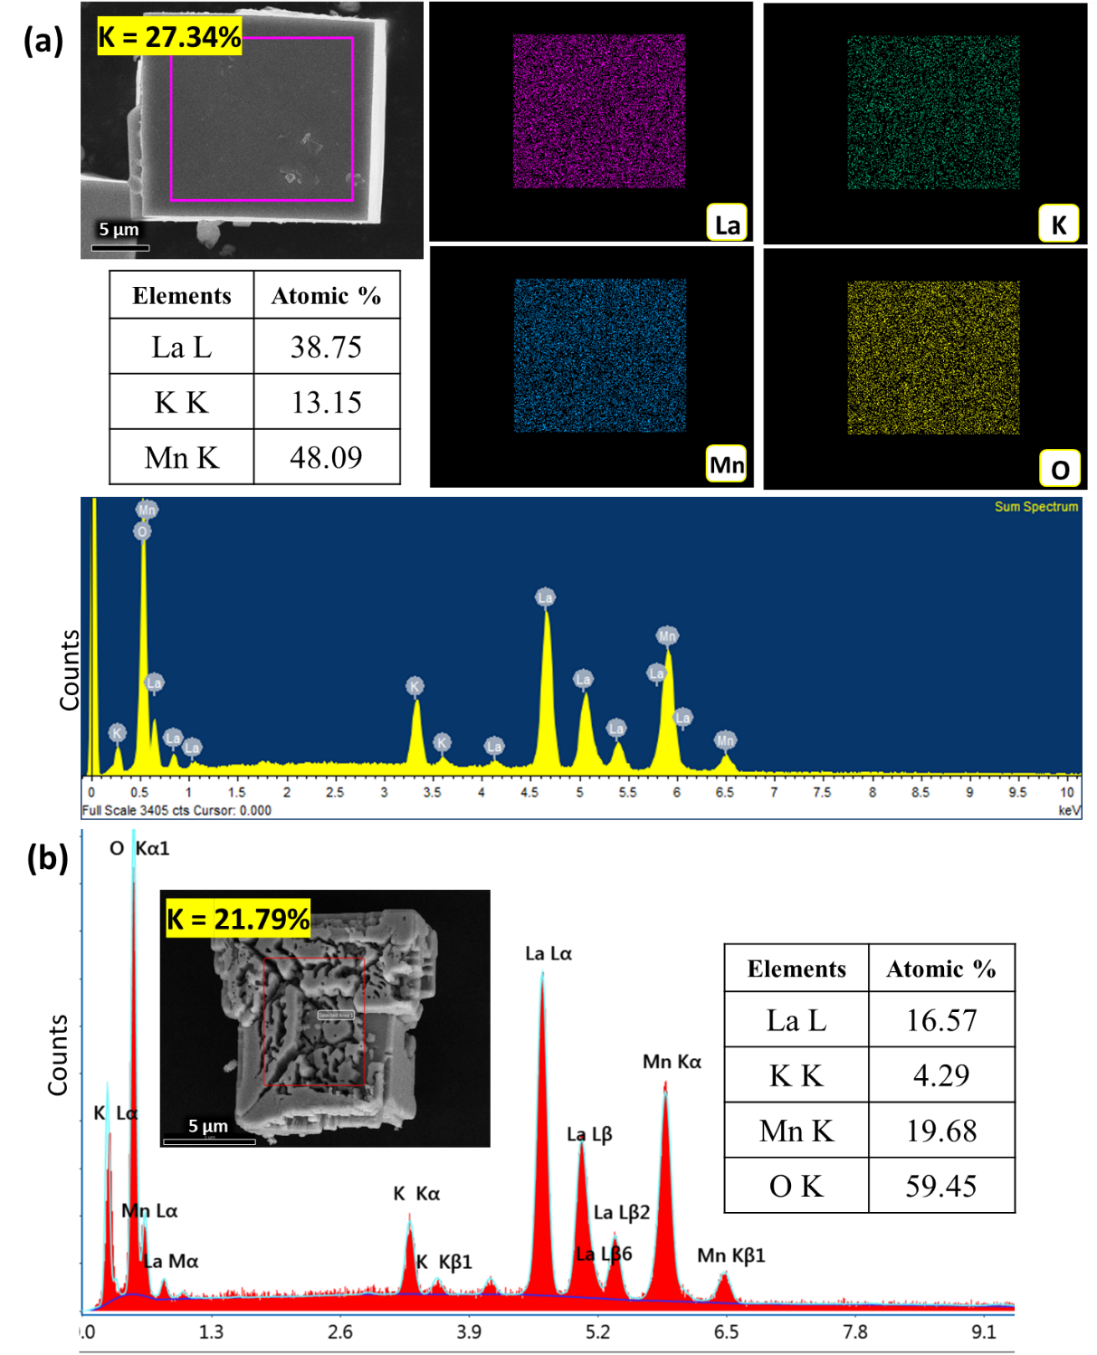 (a)
K = 27.34%
5 µm
La
K
Elements Atomic %
La L 38.75
K K 13.15
Mn K 48.09
Mn
O
Sum Spectrum
Mn
O
La
K
La
La
K
K
La
La
La
La
La
Mn
La
Mn
Counts
0 0.5 1 1.5 2 2.5 3 3.5 4 4.5 5 5.5 6 6.5 7 7.5 8 8.5 9 9.5 10
Full Scale 3405 cts Cursor: 0.000 keV
(b)
O Kα1
K = 21.79%
5 µm
Counts
K Lα
Mn Lα
La Mα
K Kα
K Kβ1
La Lα
La Lβ
La Lβ2
La Lβ6
Mn Kα
Mn Kβ1
Elements Atomic %
La L 16.57
K K 4.29
Mn K 19.68
O K 59.45
.0 1.3 2.6 3.9 5.2 6.5 7.8 9.1